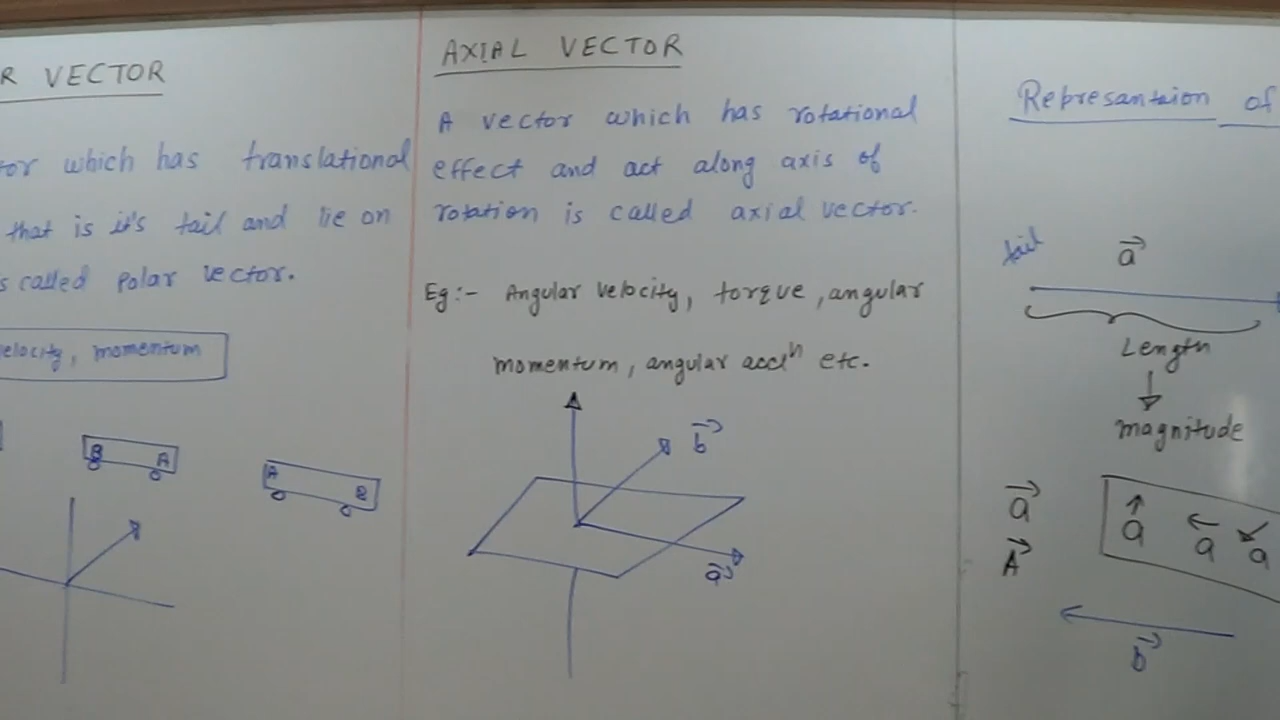 R VECTOR
tor which has translational
that is it's tail and lie on
s called polar vector.
elocity, momentum
B A
A B
AXIAL VECTOR
A vector which has rotational
effect and act along axis of
rotation is called axial vector.
Eg:- Angular velocity, torque, angular
momentum, angular acclⁿ etc.
b
a
Represantion of
tail
a
Length
magnitude
a
A
a a a
b